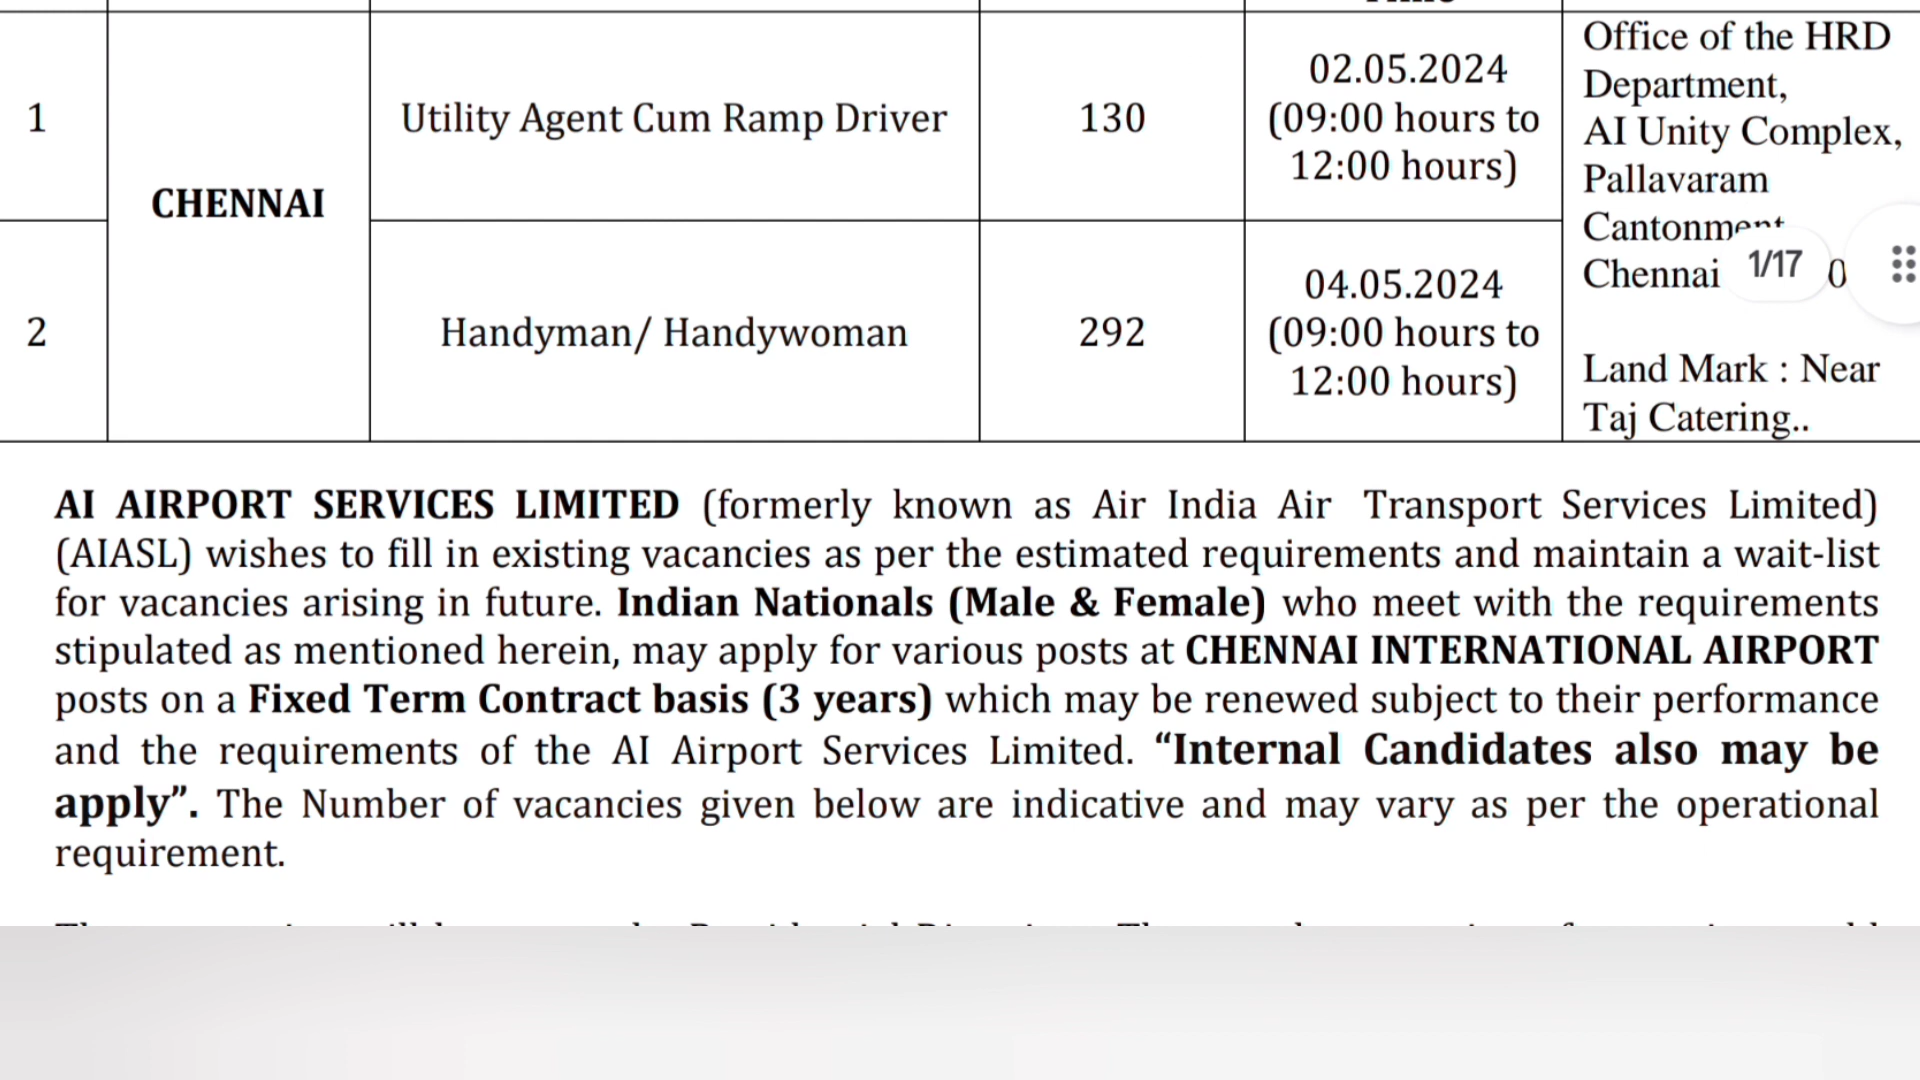 1
CHENNAI
Utility Agent Cum Ramp Driver
130
02.05.2024
(09:00 hours to
12:00 hours)
Office of the HRD
Department,
AI Unity Complex,
Pallavaram
Cantonment
Chennai
Land Mark : Near
Taj Catering..
1/17
2
Handyman/ Handywoman
292
04.05.2024
(09:00 hours to
12:00 hours)
AI AIRPORT SERVICES LIMITED (formerly known as Air India Air Transport Services Limited)
(AIASL) wishes to fill in existing vacancies as per the estimated requirements and maintain a wait-list
for vacancies arising in future. Indian Nationals (Male & Female) who meet with the requirements
stipulated as mentioned herein, may apply for various posts at CHENNAI INTERNATIONAL AIRPORT
posts on a Fixed Term Contract basis (3 years) which may be renewed subject to their performance
and the requirements of the AI Airport Services Limited. “Internal Candidates also may be
apply”. The Number of vacancies given below are indicative and may vary as per the operational
requirement.